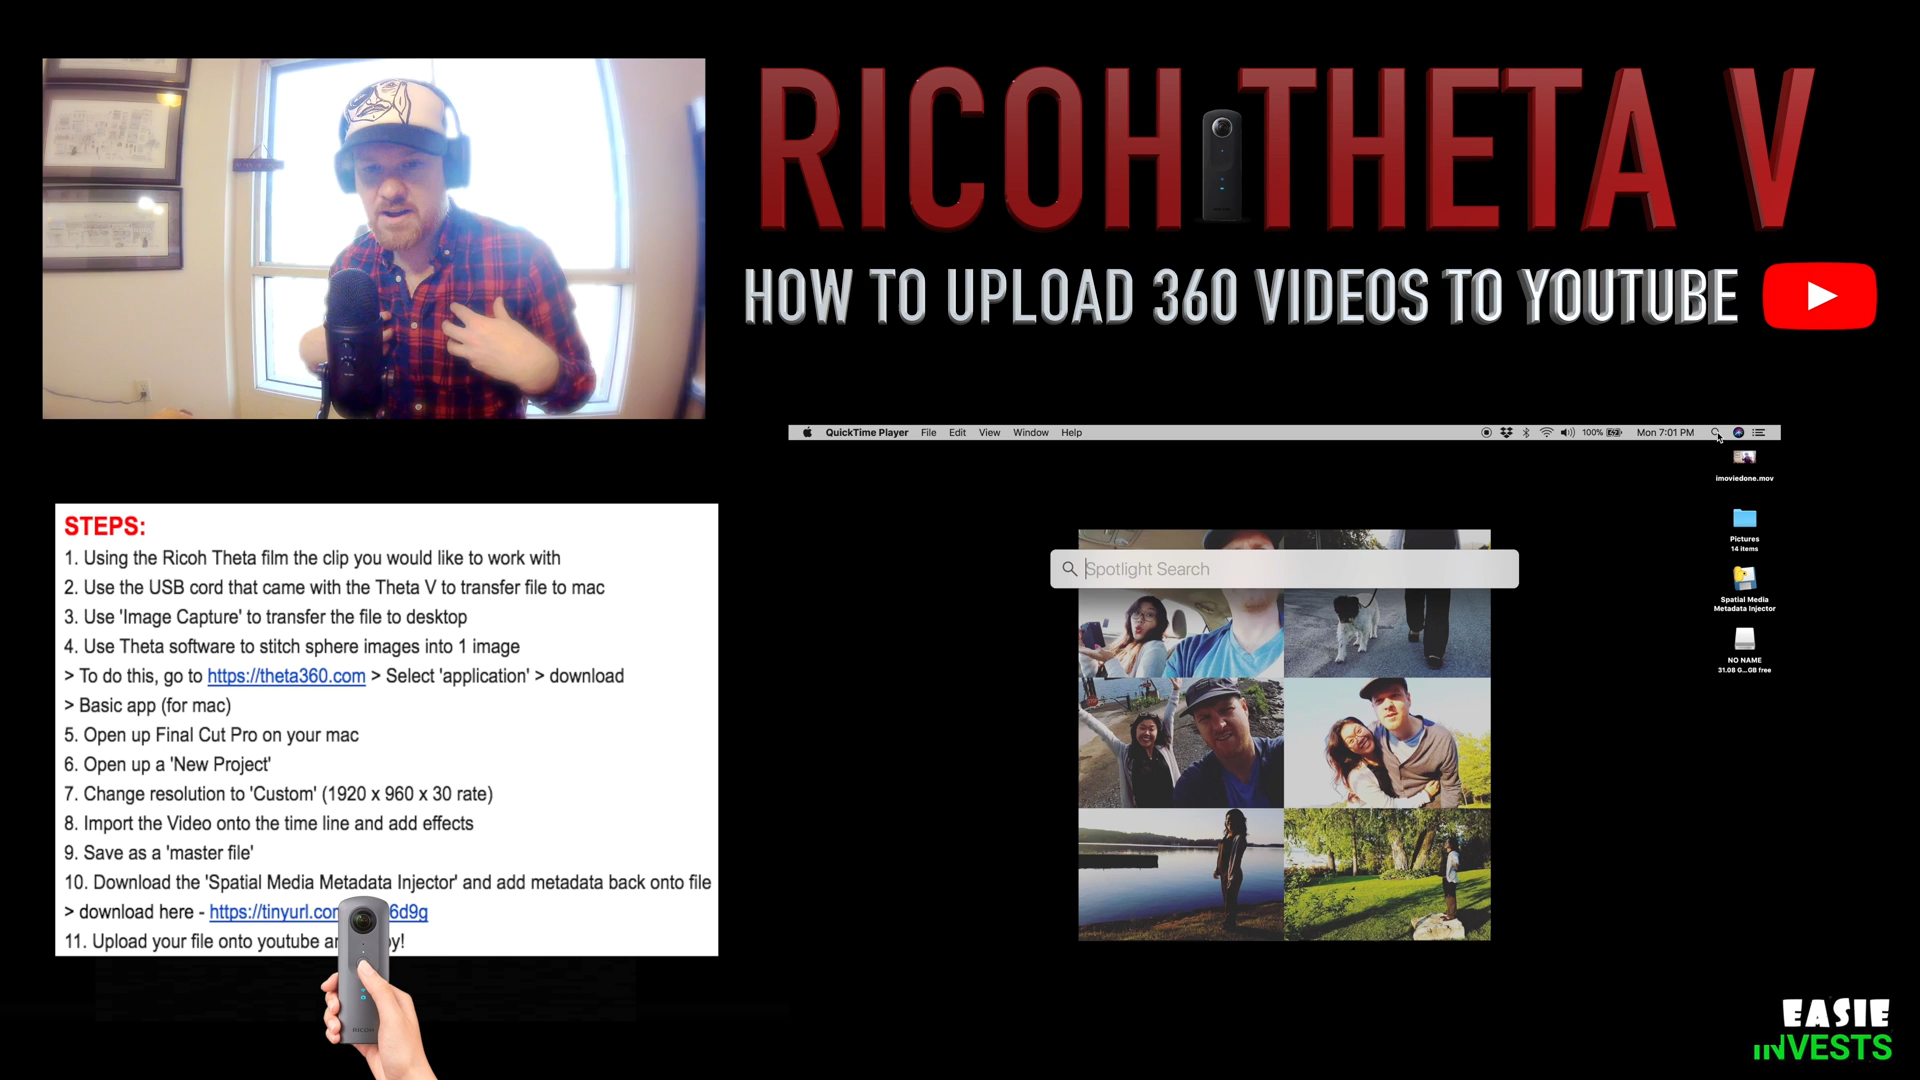 RICOH THETA V
HOW TO UPLOAD 360 VIDEOS TO YOUTUBE
QuickTime Player File Edit View Window Help 100% Mon 7:01 PM
imoviedone.mov
Pictures
14 items
Spatial Media
Metadata Injector
NO NAME
31.08 G...GB free
Spotlight Search
STEPS:
1. Using the Ricoh Theta film the clip you would like to work with
2. Use the USB cord that came with the Theta V to transfer file to mac
3. Use 'Image Capture' to transfer the file to desktop
4. Use Theta software to stitch sphere images into 1 image
> To do this, go to https://theta360.com > Select 'application' > download
> Basic app (for mac)
5. Open up Final Cut Pro on your mac
6. Open up a 'New Project'
7. Change resolution to 'Custom' (1920 x 960 x 30 rate)
8. Import the Video onto the time line and add effects
9. Save as a 'master file'
10. Download the 'Spatial Media Metadata Injector' and add metadata back onto file
> download here -
11. Upload your file onto youtube
RICOH
EASIE
INVESTS